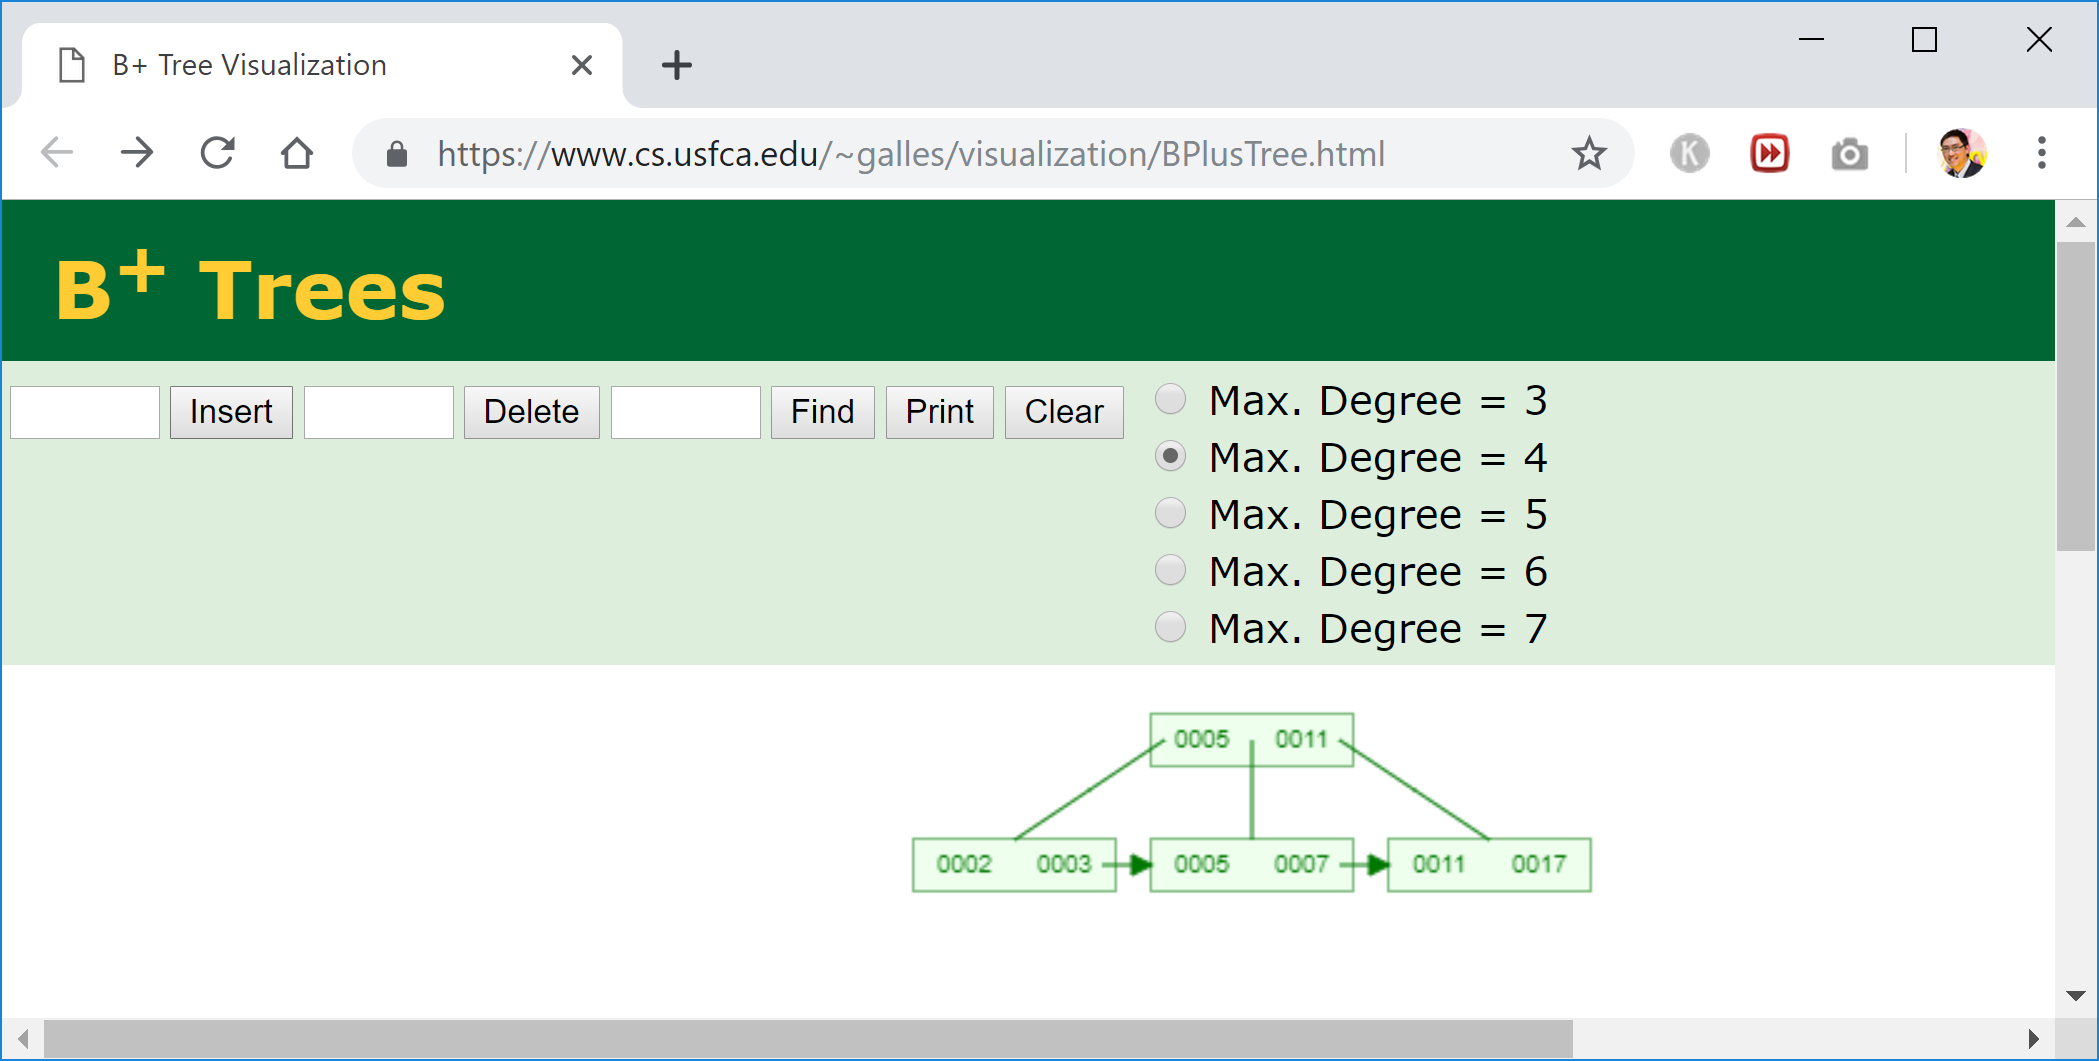 B+ Tree Visualization
https://www.cs.usfca.edu/~galles/visualization/BPlusTree.html
K
B+ Trees
Insert Delete Find Print Clear
Max. Degree = 3
Max. Degree = 4
Max. Degree = 5
Max. Degree = 6
Max. Degree = 7
0005 0011
0002 0003 0005 0007 0011 0017